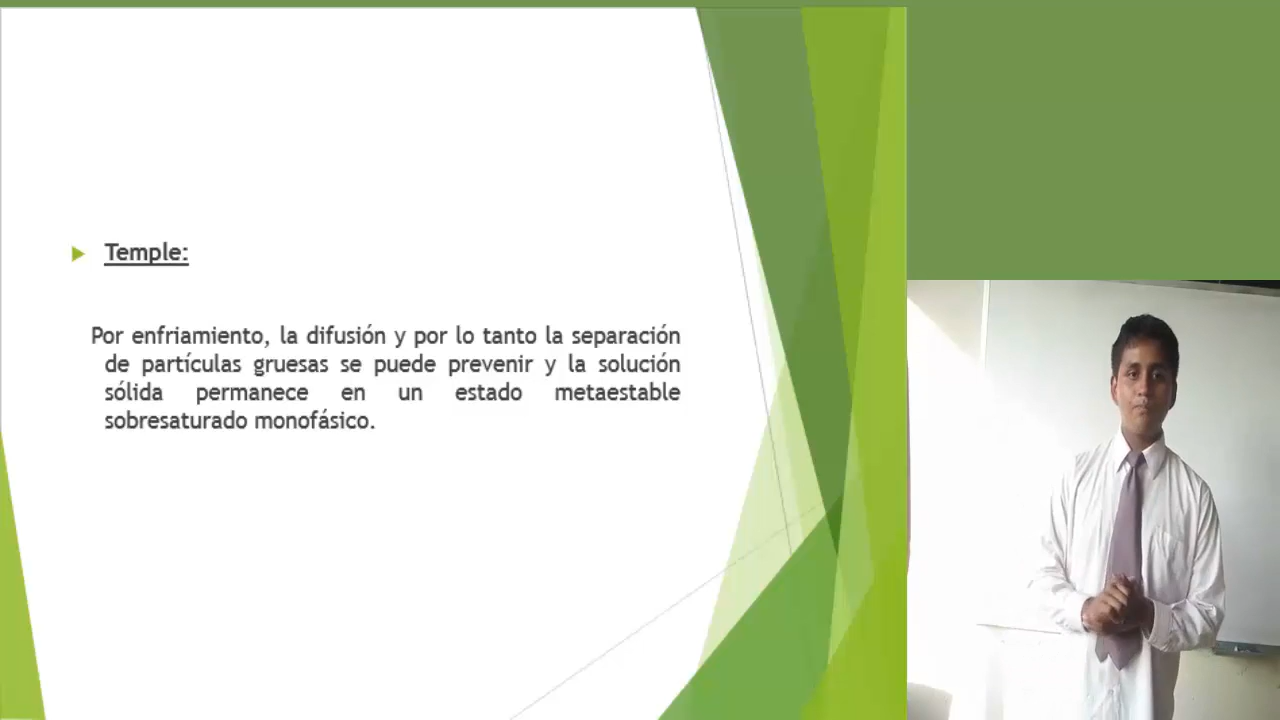 Temple:
Por enfriamiento, la difusión y por lo tanto la separación
de partículas gruesas se puede prevenir y la solución
sólida permanece en un estado metaestable
sobresaturado monofásico.